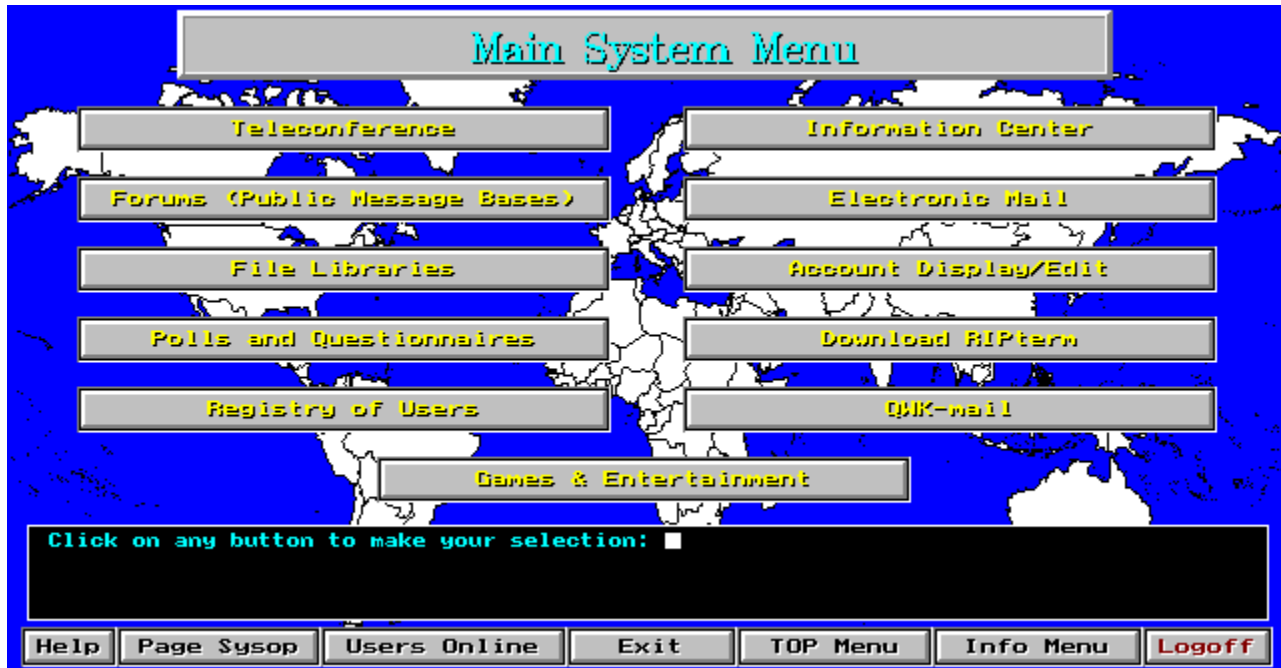 Main System Menu
Teleconference
Information Center
Forums (Public Message Bases)
Electronic Mail
File Libraries
Account Display/Edit
Polls and Questionnaires
Download RIPterm
Registry of Users
QWK-mail
Games & Entertainment
Click on any button to make your selection:
Help Page Sysop Users Online Exit TOP Menu Info Menu Logoff